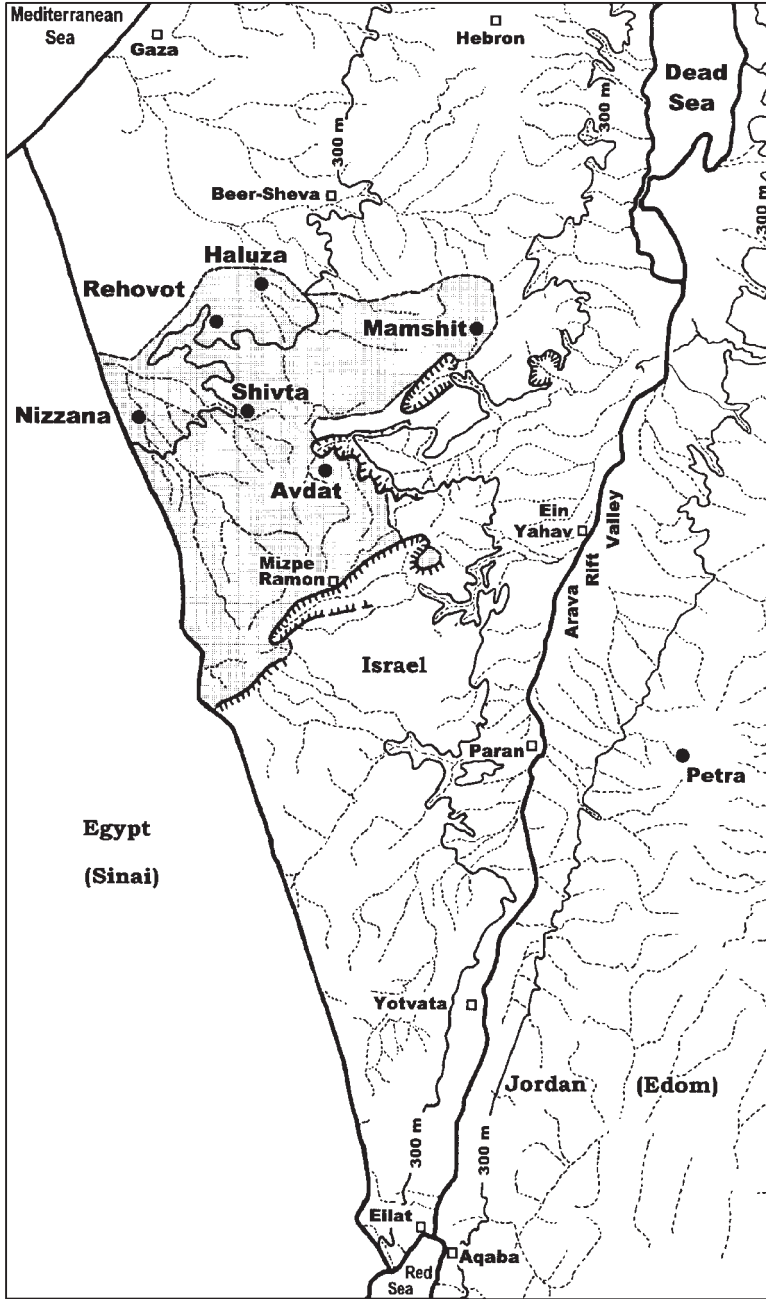 Mediterranean
Sea
Gaza
Hebron
Dead
Sea
300 m
300 m
300 m
Beer-Sheva
Haluza
Rehovot
Mamshit
Shivta
Nizzana
Avdat
Ein
Yahav
Arava
Rift
Valley
Mizpe
Ramon
Israel
Paran
Petra
Egypt
(Sinai)
Yotvata
Jordan
(Edom)
300 m
300 m
Eilat
Aqaba
Red
Sea